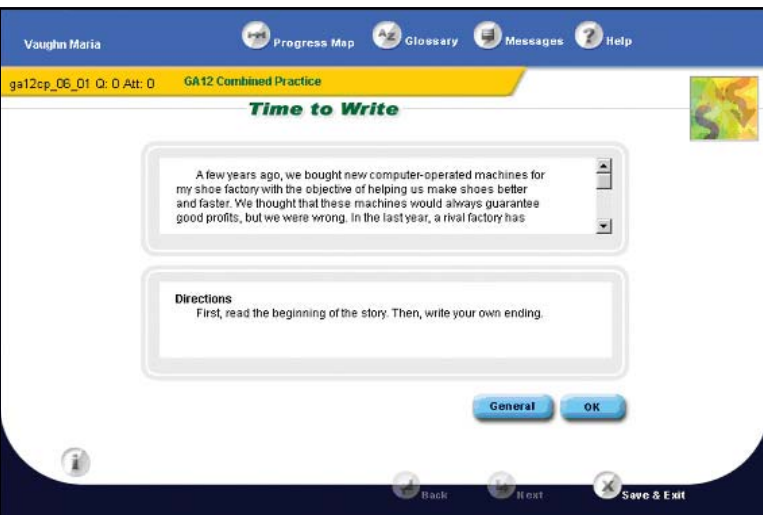 Vaughn Maria
Progress Map
Glossary
Messages
Help
ga12cp_06_01 Q: 0 Att: 0
GA12 Combined Practice
Time to Write
A few years ago, we bought new computer-operated machines for
my shoe factory with the objective of helping us make shoes better
and faster. We thought that these machines would always guarantee
good profits, but we were wrong. In the last year, a rival factory has
Directions
First, read the beginning of the story. Then, write your own ending.
General
OK
Back
Next
Save & Exit